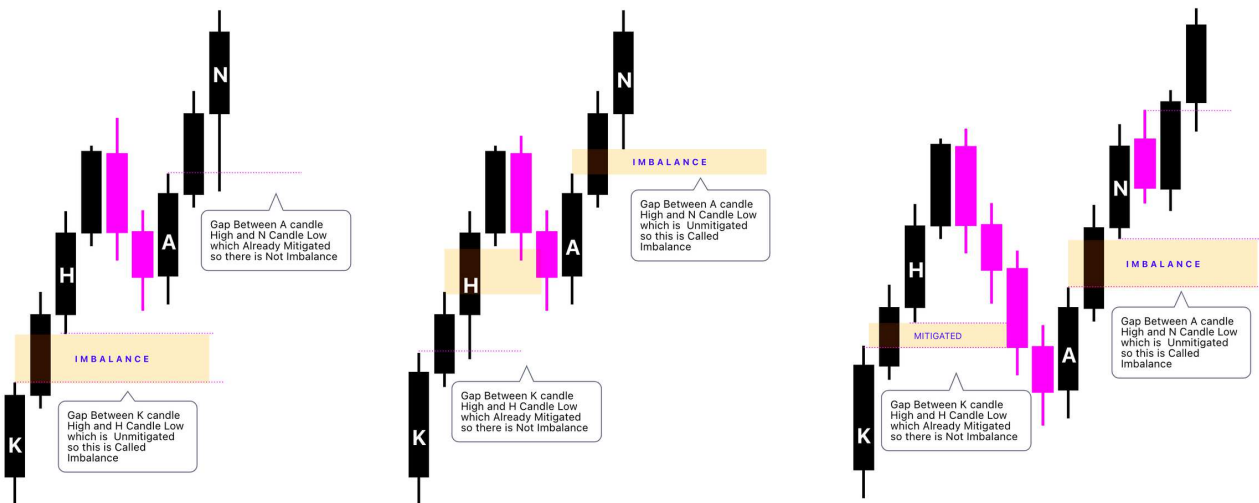 N
H
A
K
Gap Between A candle
High and N Candle Low
which Already Mitigated
so there is Not Imbalance
IMBALANCE
Gap Between K candle
High and H Candle Low
which is Unmitigated
so this is Called
Imbalance
N
H
A
K
IMBALANCE
Gap Between A candle
High and N Candle Low
which is Unmitigated
so this is Called
Imbalance
Gap Between K candle
High and H Candle Low
which Already Mitigated
so there is Not Imbalance
N
H
A
K
IMBALANCE
Gap Between A candle
High and N Candle Low
which is Unmitigated
so this is Called
Imbalance
MITIGATED
Gap Between K candle
High and H Candle Low
which Already Mitigated
so there is Not Imbalance